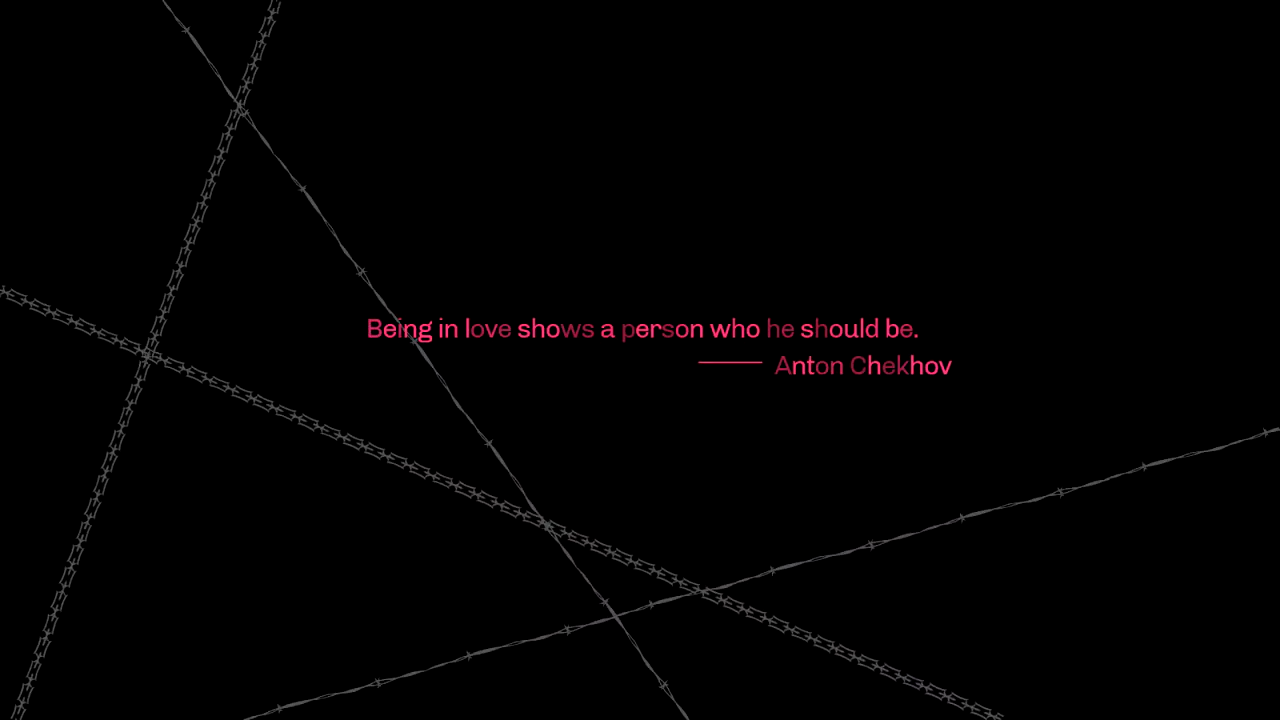 Being in love shows a person who he should be.
—— Anton Chekhov